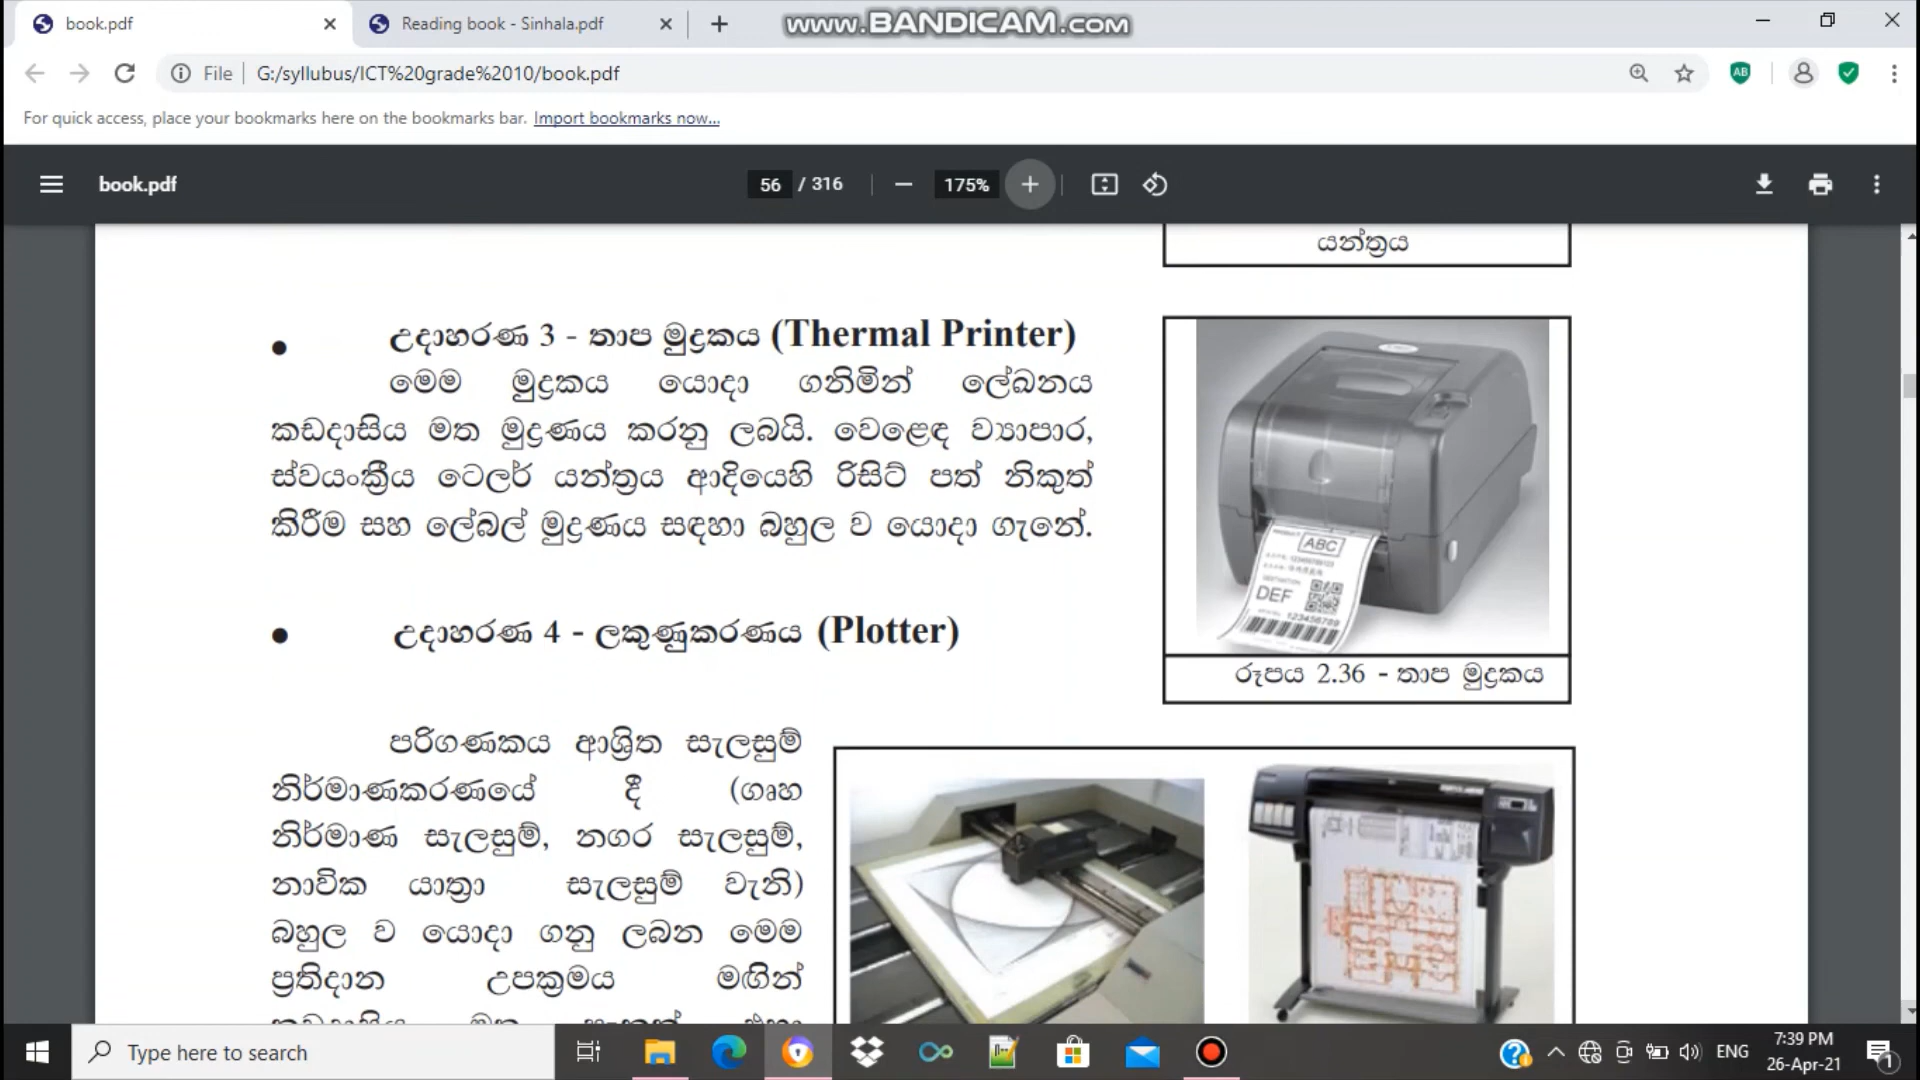 book.pdf
Reading book - Sinhala.pdf
www.BANDICAM.com
File
G:/syllubus/ICT%20grade%2010/book.pdf
For quick access, place your bookmarks here on the bookmarks bar. Import bookmarks now...
book.pdf
56 / 316
175%
යන්ත්‍රය
• උදාහරණ 3 - තාප මුද්‍රකය (Thermal Printer)
මෙම මුද්‍රකය යොදා ගනිමින් ලේඛනය
කඩදාසිය මත මුද්‍රණය කරනු ලබයි. වෙළෙඳ ව්‍යාපාර,
ස්වයංක්‍රීය ටෙලර් යන්ත්‍රය ආදියෙහි රිසිට් පත් නිකුත්
කිරීම සහ ලේබල් මුද්‍රණය සඳහා බහුල ව යොදා ගැනේ.
ABC
DEF
123456789
රූපය 2.36 - තාප මුද්‍රකය
• උදාහරණ 4 - ලකුණුකරණය (Plotter)
පරිගණකය ආශ්‍රිත සැලසුම්
නිර්මාණකරණයේ දී (ගෘහ
නිර්මාණ සැලසුම්, නගර සැලසුම්,
නාවික යාත්‍රා සැලසුම් වැනි)
බහුල ව යොදා ගනු ලබන මෙම
ප්‍රතිදාන උපක්‍රමය මඟින්
Type here to search
ENG
7:39 PM
26-Apr-21
1